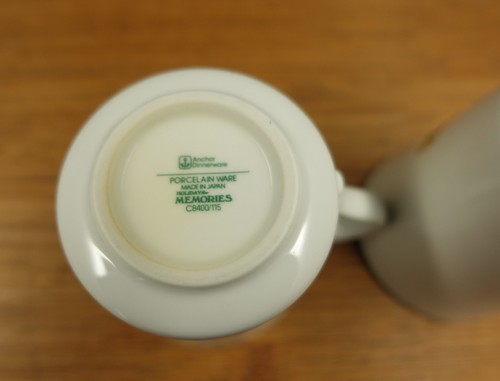 Anchor
Dinnerware
PORCELAIN WARE
MADE IN JAPAN
MEMORIES
C8400/115